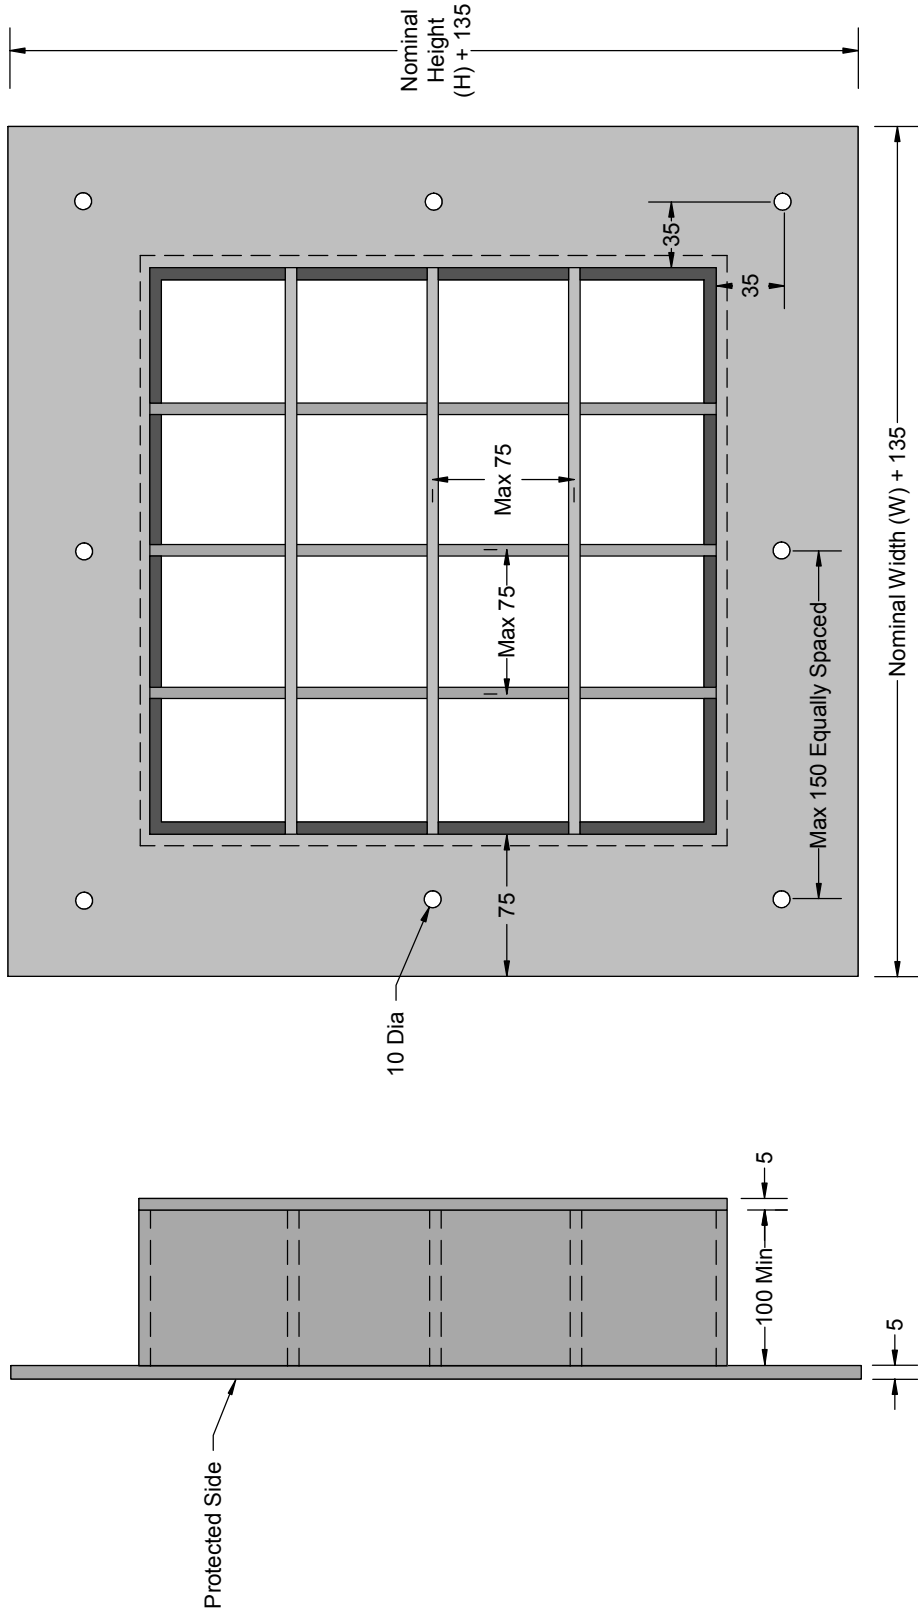 Nominal
Height
(H) + 135
35
35
Max 75
Max 75
75
Max 150 Equally Spaced
Nominal Width (W) + 135
10 Dia
5
100 Min
5
Protected Side